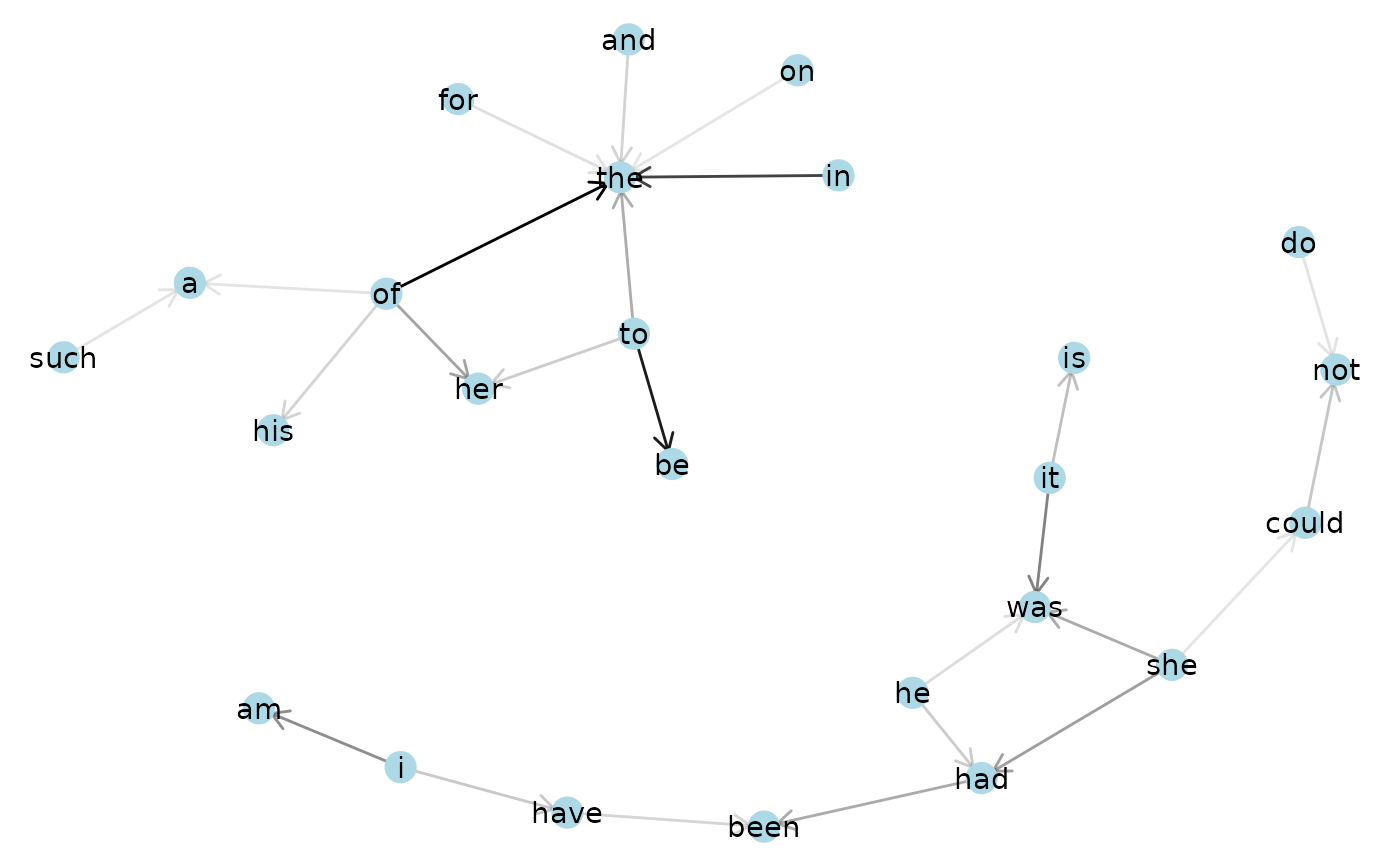 and
on
for
the
in
do
a
of
such
to
is
not
her
his
be
it
could
was
she
he
am
i
had
have
been